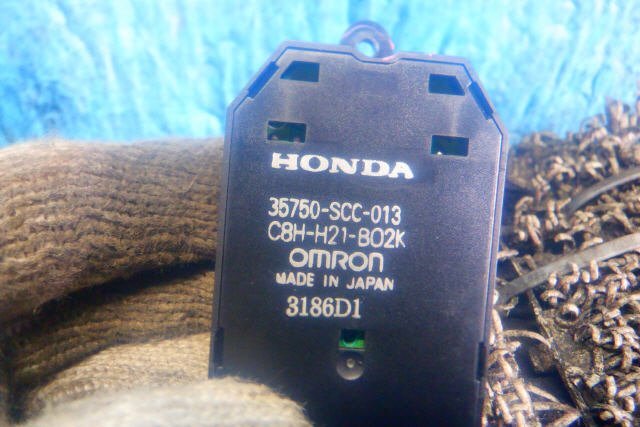 HONDA
35750-SCC-013
C8H-H21-B02K
OMRON
MADE IN JAPAN
3186D1